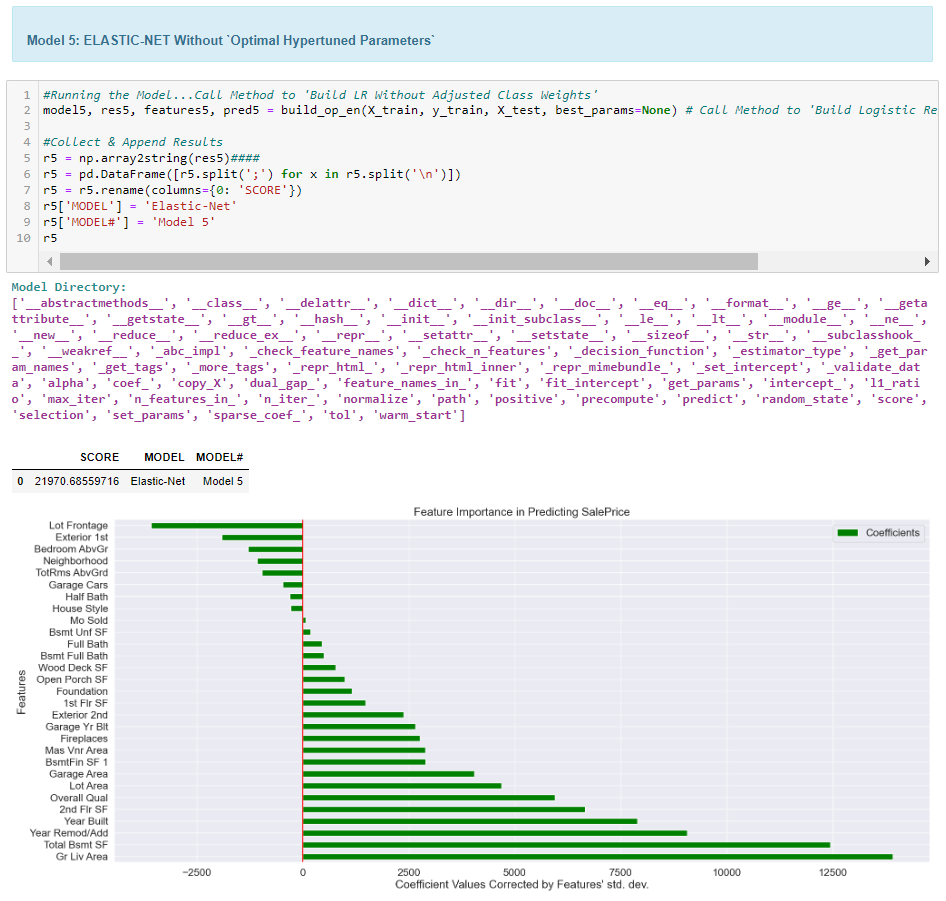 Model 5: ELASTIC-NET Without `Optimal Hypertuned Parameters`
1 #Running the Model...Call Method to 'Build LR Without Adjusted Class Weights'
2 model5, res5, features5, pred5 = build_op_en(X_train, y_train, X_test, best_params=None) # Call Method to 'Build Logistic Re
3
4 #Collect & Append Results
5 r5 = np.array2string(res5)####
6 r5 = pd.DataFrame([r5.split(';') for x in r5.split('\n')])
7 r5 = r5.rename(columns={0: 'SCORE'})
8 r5['MODEL'] = 'Elastic-Net'
9 r5['MODEL#'] = 'Model 5'
10 r5
Model Directory:
['__abstractmethods__', '__class__', '__delattr__', '__dict__', '__dir__', '__doc__', '__eq__', '__format__', '__ge__', '__geta
ttribute__', '__getstate__', '__gt__', '__hash__', '__init__', '__init_subclass__', '__le__', '__lt__', '__module__', '__ne__',
'__new__', '__reduce__', '__reduce_ex__', '__repr__', '__setattr__', '__setstate__', '__sizeof__', '__str__', '__subclasshook_
_', '__weakref__', '_abc_impl', '_check_feature_names', '_check_n_features', '_decision_function', '_estimator_type', '_get_par
am_names', '_get_tags', '_more_tags', '_repr_html_', '_repr_html_inner', '_repr_mimebundle_', '_set_intercept', '_validate_dat
a', 'alpha', 'coef_', 'copy_X', 'dual_gap_', 'feature_names_in_', 'fit', 'fit_intercept', 'get_params', 'intercept_', 'l1_rati
o', 'max_iter', 'n_features_in_', 'n_iter_', 'normalize', 'path', 'positive', 'precompute', 'predict', 'random_state', 'score',
'selection', 'set_params', 'sparse_coef_', 'tol', 'warm_start']
SCORE MODEL MODEL#
0 21970.68559716 Elastic-Net Model 5
Feature Importance in Predicting SalePrice
Coefficients
Features
Lot Frontage
Exterior 1st
Bedroom AbvGr
Neighborhood
TotRms AbvGrd
Garage Cars
Half Bath
House Style
Mo Sold
Bsmt Unf SF
Full Bath
Bsmt Full Bath
Wood Deck SF
Open Porch SF
Foundation
1st Flr SF
Exterior 2nd
Garage Yr Blt
Fireplaces
Mas Vnr Area
BsmtFin SF 1
Garage Area
Lot Area
Overall Qual
2nd Flr SF
Year Built
Year Remod/Add
Total Bsmt SF
Gr Liv Area
−2500 0 2500 5000 7500 10000 12500
Coefficient Values Corrected by Features' std. dev.